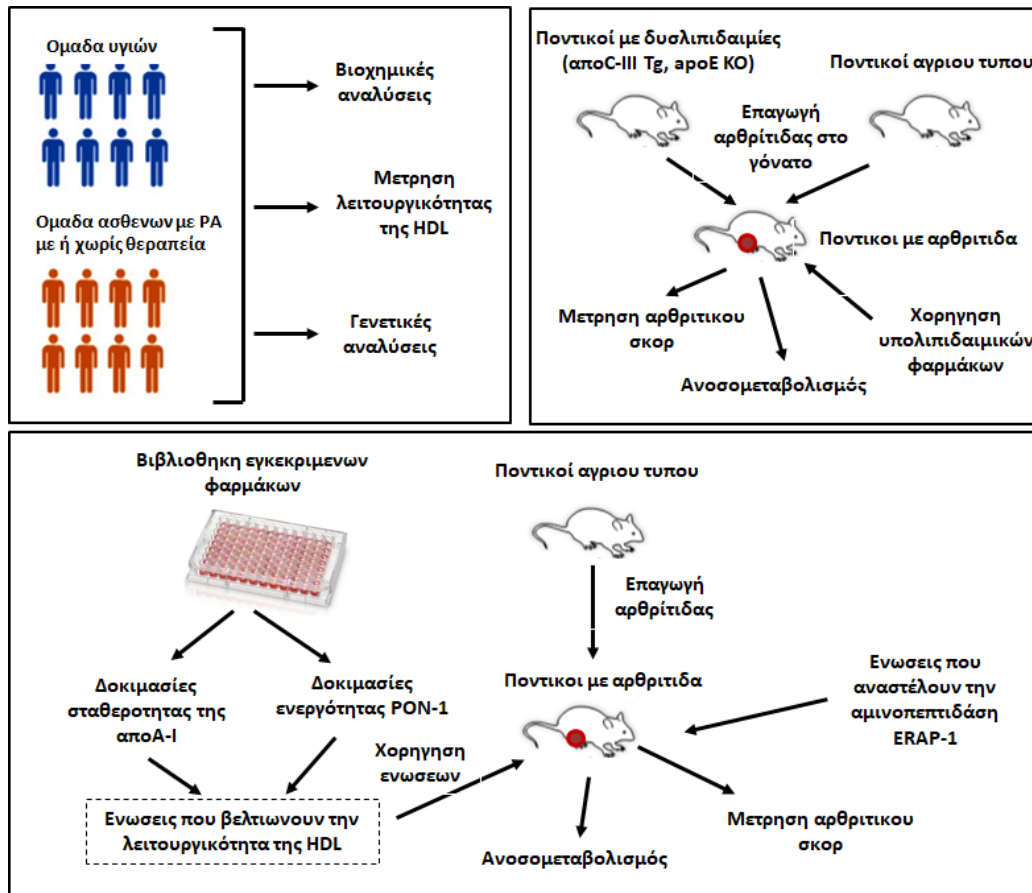 Ομαδα υγιών
Βιοχημικές
αναλύσεις
Μετρηση
λειτουργικότητας
της HDL
Ομαδα ασθενων με ΡΑ
με ή χωρίς θεραπεία
Γενετικές
αναλύσεις
Ποντικοί με δυσλιπιδαιμίες
(αποC-III Tg, apoE KO)
Ποντικοί αγριου τυπου
Επαγωγή
αρθρίτιδας στο
γόνατο
Ποντικοι με αρθριτιδα
Μετρηση αρθριτικου
σκορ
Ανοσομεταβολισμός
Χορήγηση
υπολιπιδαιμικών
φαρμάκων
Βιβλιοθηκη εγκεκριμενων
φαρμάκων
Ποντικοί αγριου τυπου
Επαγωγή
αρθρίτιδας
Δοκιμασίες
σταθεροτητας της
αποΑ-Ι
Δοκιμασίες
ενεργότητας PON-1
Ποντικοι με αρθριτιδα
Ενωσεις που
αναστέλουν την
αμινοπεπτιδάση
ERAP-1
Χορήγηση
ενωσεων
Ενωσεις που βελτιωνουν την
λειτουργικότητα της HDL
Μετρηση αρθριτικου
σκορ
Ανοσομεταβολισμός